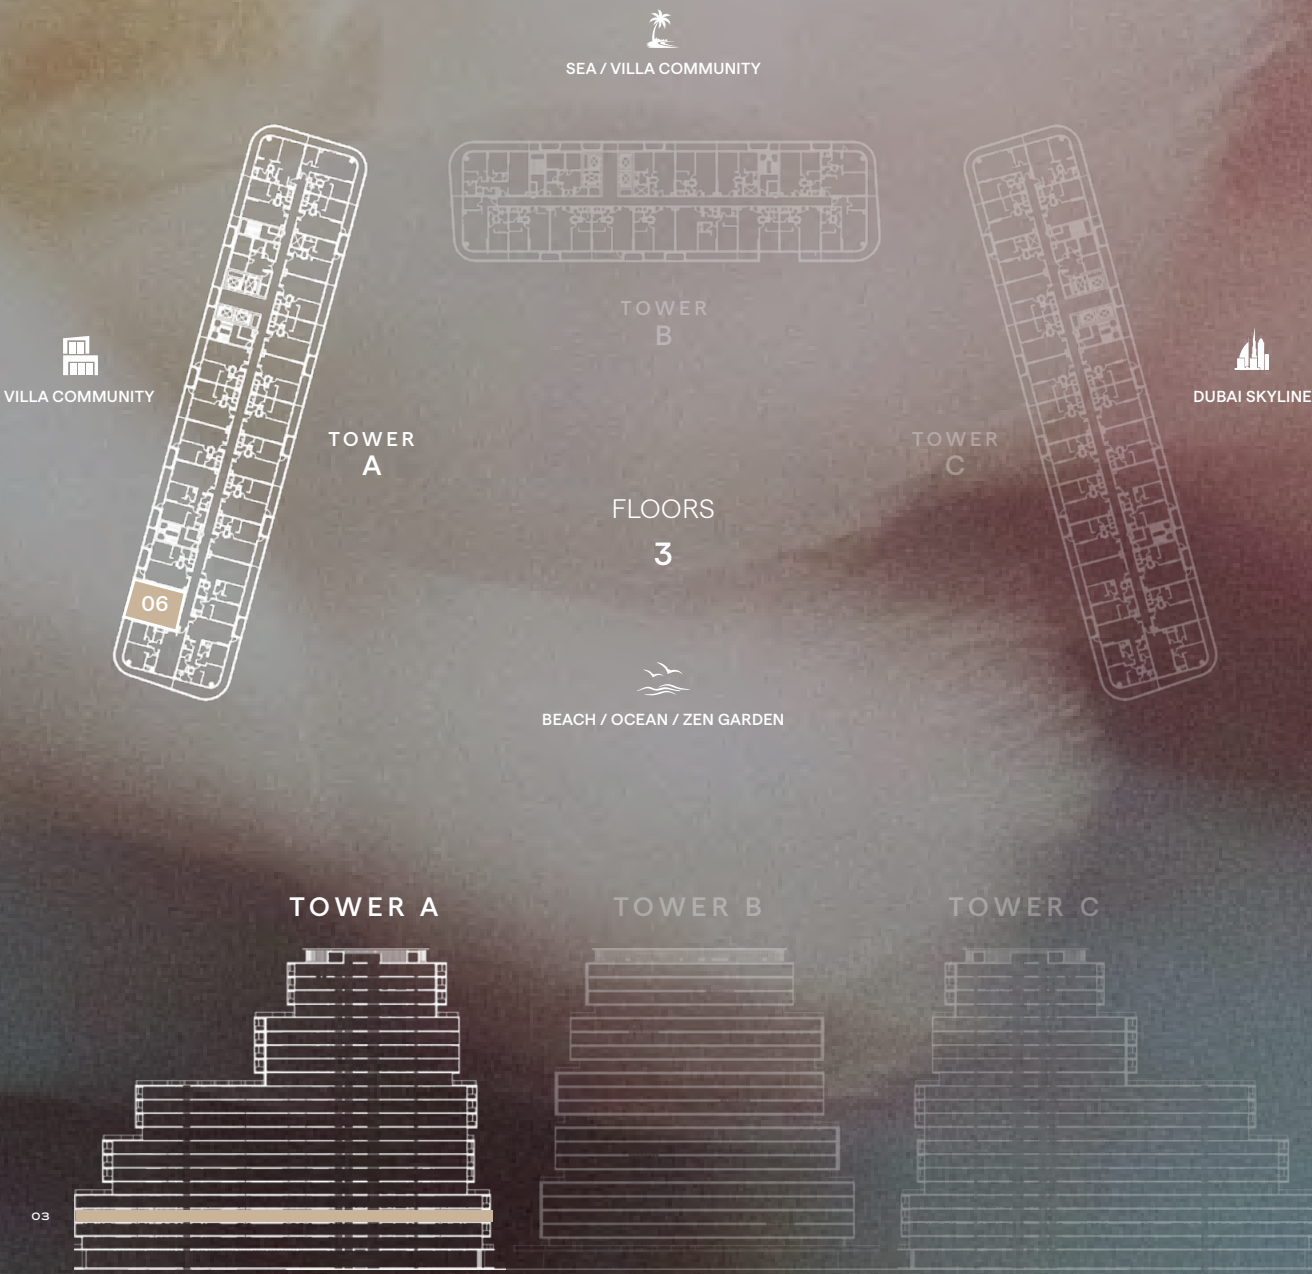 SEA / VILLA COMMUNITY
TOWER
B
VILLA COMMUNITY
DUBAI SKYLINE
TOWER
A
TOWER
C
FLOORS
3
06
BEACH / OCEAN / ZEN GARDEN
TOWER A
TOWER B
TOWER C
03